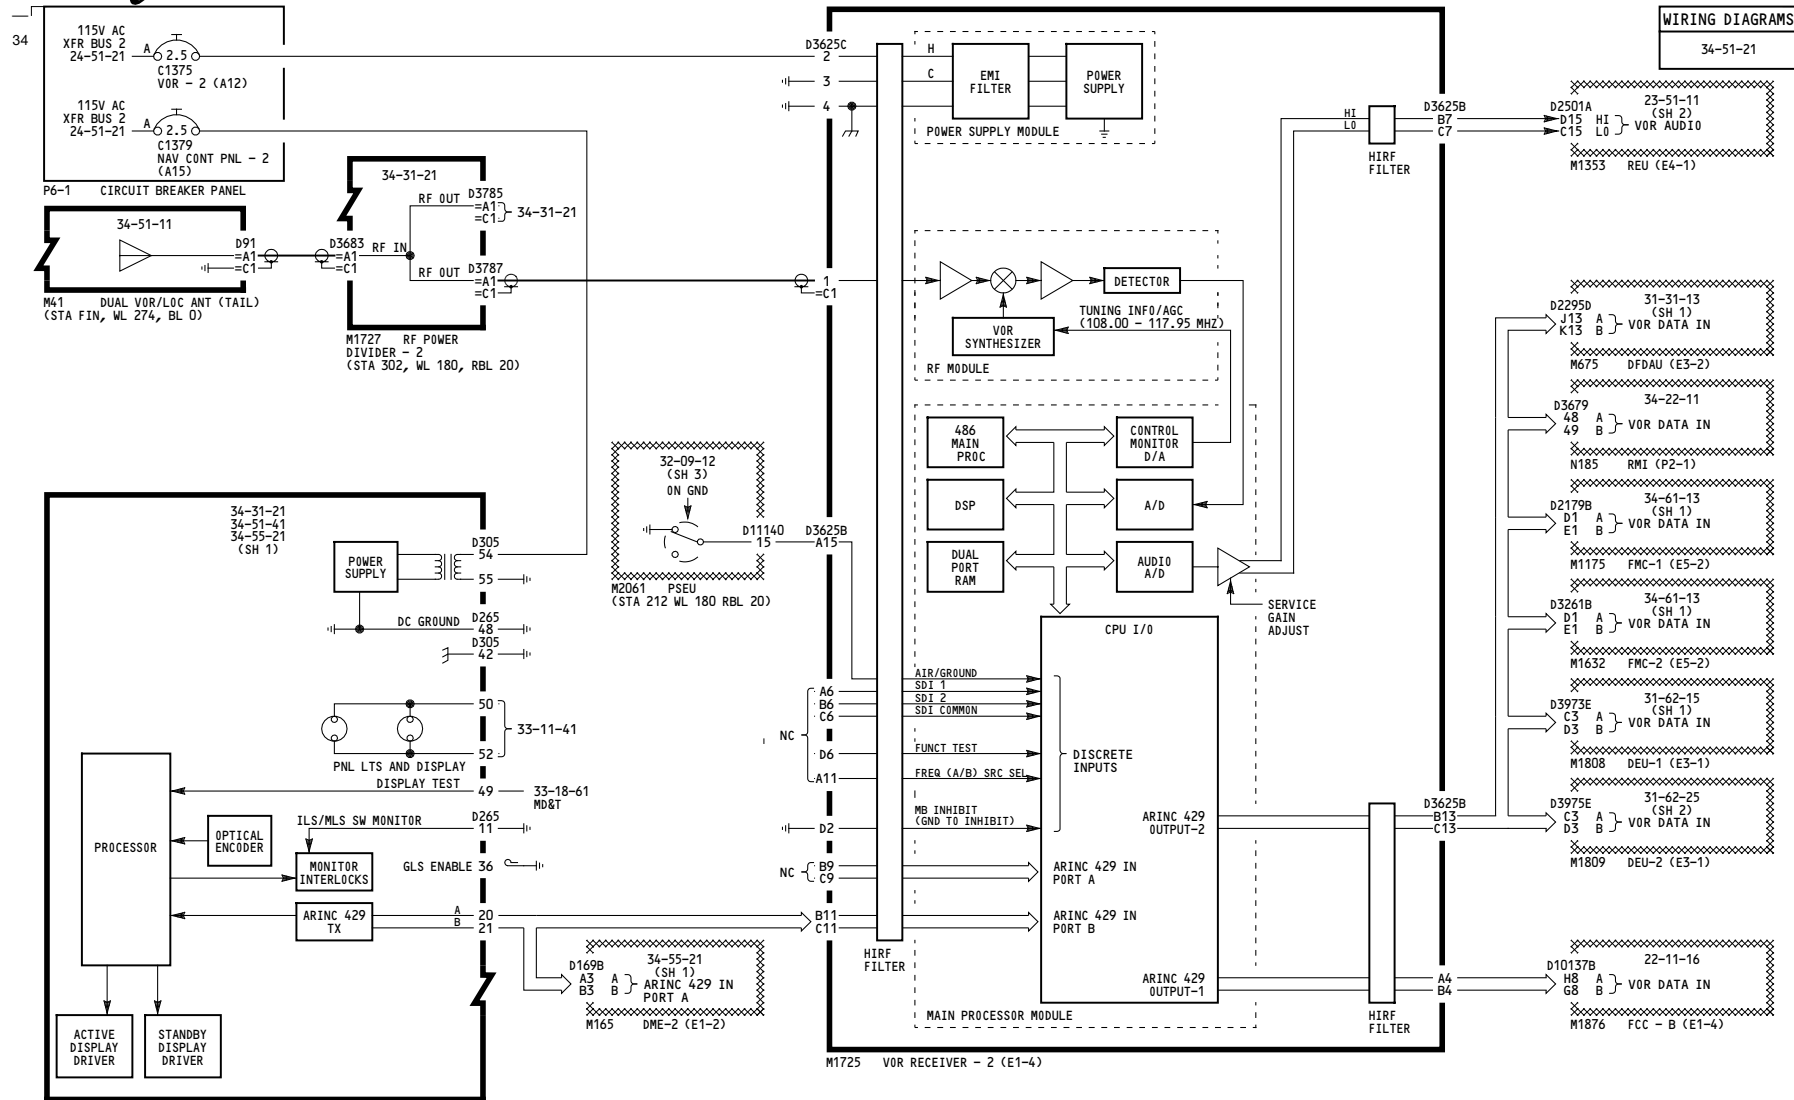 34
115V AC
XFR BUS 2
24-51-21
A
2.5
C1375
VOR - 2 (A12)
115V AC
XFR BUS 2
24-51-21
A
2.5
C1379
NAV CONT PNL - 2
(A15)
P6-1 CIRCUIT BREAKER PANEL
34-51-11
D91
=A1
=C1
M41 DUAL VOR/LOC ANT (TAIL)
(STA FIN, WL 274, BL 0)
34-31-21
D3683
=A1
=C1
RF IN
RF OUT
D3785
=A1
=C1
34-31-21
RF OUT
D3787
=A1
=C1
M1727 RF POWER
DIVIDER - 2
(STA 302, WL 180, RBL 20)
34-31-21
34-51-41
34-55-21
(SH 1)
POWER
SUPPLY
D305
54
55
DC GROUND
D265
48
D305
42
50
52
33-11-41
PNL LTS AND DISPLAY
DISPLAY TEST
49
33-18-61
MD&T
ILS/MLS SW MONITOR
D265
11
PROCESSOR
OPTICAL
ENCODER
MONITOR
INTERLOCKS
GLS ENABLE 36
ARINC 429
TX
A
20
B
21
ACTIVE
DISPLAY
DRIVER
STANDBY
DISPLAY
DRIVER
32-09-12
(SH 3)
ON GND
D11140
15
M2061 PSEU
(STA 212 WL 180 RBL 20)
D3625B
A15
34-55-21
(SH 1)
D169B
A3 A
B3 B
ARINC 429 IN
PORT A
M165 DME-2 (E1-2)
D3625C
2
3
4
1
=C1
H
C
EMI
FILTER
POWER
SUPPLY
POWER SUPPLY MODULE
DETECTOR
TUNING INFO/AGC
(108.00 - 117.95 MHZ)
VOR
SYNTHESIZER
RF MODULE
486
MAIN
PROC
CONTROL
MONITOR
D/A
DSP
A/D
DUAL
PORT
RAM
AUDIO
A/D
SERVICE
GAIN
ADJUST
CPU I/O
AIR/GROUND
A6
SDI 1
B6
SDI 2
C6
SDI COMMON
NC
D6
FUNCT TEST
DISCRETE
INPUTS
A11
FREQ (A/B) SRC SEL
MB INHIBIT
(GND TO INHIBIT)
D2
NC
B9
C9
ARINC 429 IN
PORT A
B11
C11
ARINC 429 IN
PORT B
HIRF
FILTER
ARINC 429
OUTPUT-2
ARINC 429
OUTPUT-1
MAIN PROCESSOR MODULE
M1725 VOR RECEIVER - 2 (E1-4)
HI
LO
HIRF
FILTER
D3625B
B7
C7
D3625B
B13
C13
A4
B4
HIRF
FILTER
WIRING DIAGRAMS
34-51-21
23-51-11
(SH 2)
D2501A
D15 HI
C15 LO
VOR AUDIO
M1353 REU (E4-1)
31-31-13
(SH 1)
D2295D
J13 A
K13 B
VOR DATA IN
M675 DFDAU (E3-2)
34-22-11
D3679
48 A
49 B
VOR DATA IN
N185 RMI (P2-1)
34-61-13
(SH 1)
D2179B
D1 A
E1 B
VOR DATA IN
M1175 FMC-1 (E5-2)
34-61-13
(SH 1)
D3261B
D1 A
E1 B
VOR DATA IN
M1632 FMC-2 (E5-2)
31-62-15
(SH 1)
D3973E
C3 A
D3 B
VOR DATA IN
M1808 DEU-1 (E3-1)
31-62-25
(SH 2)
D3975E
C3 A
D3 B
VOR DATA IN
M1809 DEU-2 (E3-1)
22-11-16
D10137B
H8 A
G8 B
VOR DATA IN
M1876 FCC - B (E1-4)